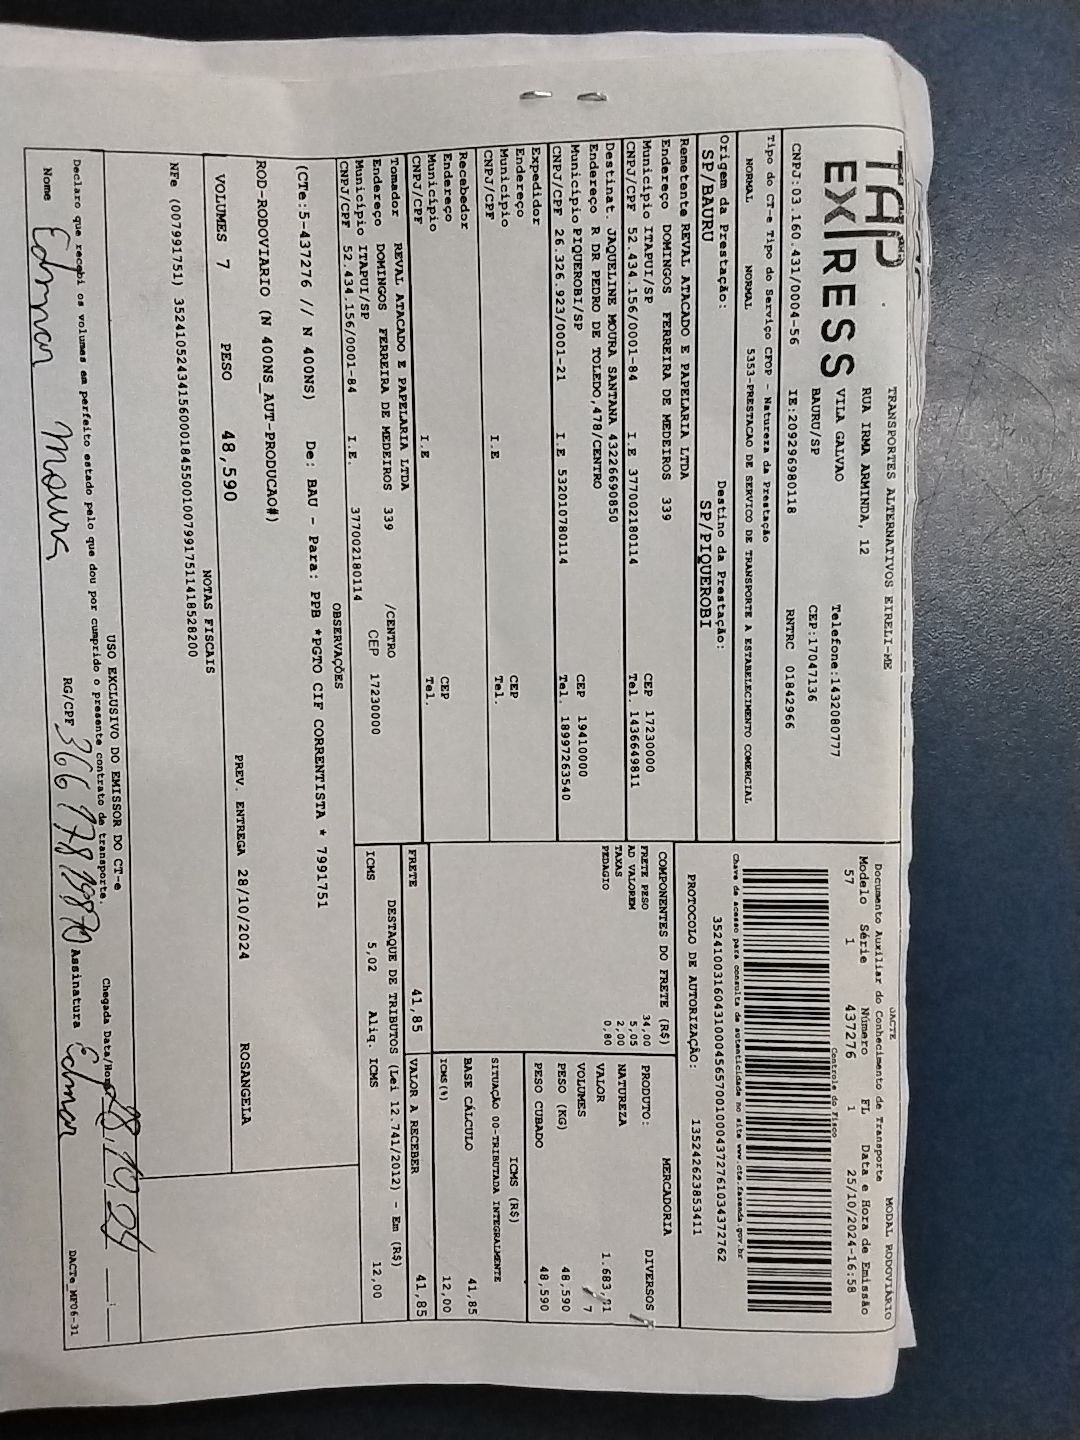 TAP
EXPRESS
TRANSPORTES ALTERNATIVOS EIRELI-ME
RUA IRMA ARMINDA, 12
VILA GALVAO
BAURU/SP
Telefone:1432080777
CEP:17047136
CNPJ:03.160.431/0004-56 IE:209296980118 RNTRC 01842966
DACTE
Documento Auxiliar do Conhecimento de Transporte
MODAL RODOVIÁRIO
Modelo Série Número FL Data e Hora de Emissão
57 1 437276 1 25/10/2024-16:58
Controle do Fisco
Tipo do CT-e Tipo do Serviço CFOP - Natureza da Prestação
NORMAL NORMAL 5353-PRESTACAO DE SERVICO DE TRANSPORTE A ESTABELECIMENTO COMERCIAL
Chave de acesso para consulta de autenticidade no site www.cte.fazenda.gov.br
Origem da Prestação: Destino da Prestação:
SP/BAURU SP/PIQUEROBI
PROTOCOLO DE AUTORIZAÇÃO: 135242623853411
Remetente REVAL ATACADO E PAPELARIA LTDA
Endereço DOMINGOS FERREIRA DE MEDEIROS 339
Município ITAPUI/SP CEP 17230000
CNPJ/CPF 52.434.156/0001-84 I.E 377002180114 Tel. 1436649811
Destinat. JAQUELINE MOURA SANTANA 43226690850
Endereço R DR PEDRO DE TOLEDO,478/CENTRO
Município PIQUEROBI/SP CEP 19410000
CNPJ/CPF 26.326.923/0001-21 I.E 532010780114 Tel. 18997263540
Expedidor
Endereço
Município CEP
CNPJ/CPF I.E Tel.
Recebedor
Endereço
Município CEP
CNPJ/CPF I.E Tel.
Tomador REVAL ATACADO E PAPELARIA LTDA
Endereço DOMINGOS FERREIRA DE MEDEIROS 339 /CENTRO
Município ITAPUI/SP CEP 17230000
CNPJ/CPF 52.434.156/0001-84 I.E. 377002180114
COMPONENTES DO FRETE (R$)
FRETE PESO 34,00
AD VALOREM 5,05
TAXAS 2,00
PEDAGIO 0,80
MERCADORIA
PRODUTO: DIVERSOS
NATUREZA
VALOR
VOLUMES 7
PESO (KG) 48,590
PESO CUBADO 48,590
ICMS (R$)
SITUAÇÃO 00-TRIBUTADA INTEGRALMENTE
BASE CÁLCULO 41,85
ICMS(%) 12,00
FRETE 41,85 VALOR A RECEBER 41,85
DESTAQUE DE TRIBUTOS (Lei 12.741/2012) - Em (R$)
ICMS 5,02 Aliq. ICMS 12,00
OBSERVAÇÕES
(CTe:5-437276 // N 400NS) De: BAU - Para: PPB *PGTO CIF CORRENTISTA * 7991751
ROD-RODOVIARIO (N 400NS_AUT-PRODUCAO#)
VOLUMES 7 PESO 48,590 PREV. ENTREGA 28/10/2024 ROSANGELA
NOTAS FISCAIS
NFe (007991751) 35241052434156000184550010079917511418528200
USO EXCLUSIVO DO EMISSOR DO CT-e
Declaro que recebi os volumes em perfeito estado pelo que dou por cumprido o presente contrato de transporte.
Chegada Data/Hora 28, 10, 24
Nome Edmar Moura RG/CPF Assinatura Edmar
DACTe_MF06-31